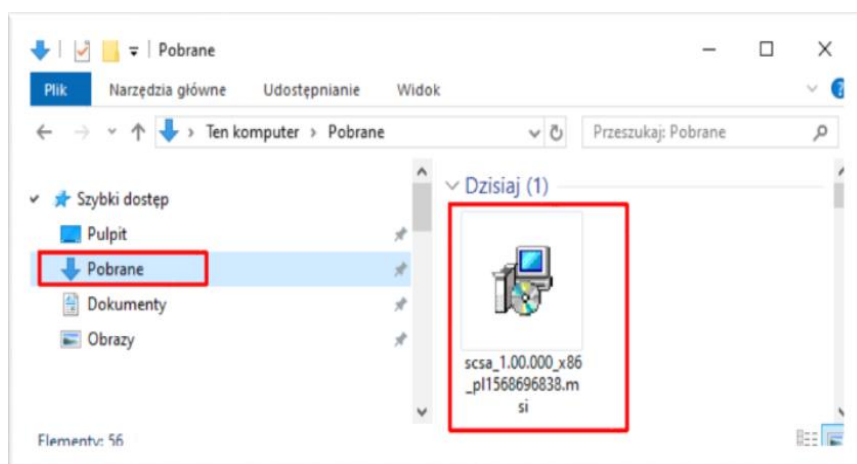 Pobrane
Plik Narzędzia główne Udostępnianie Widok
Ten komputer Pobrane Przeszukaj: Pobrane
Dzisiaj (1)
Szybki dostęp
Pulpit
Pobrane
Dokumenty
Obrazy
scsa_1.00.000_x86
_pl1568696838.m
si
Elementy: 56